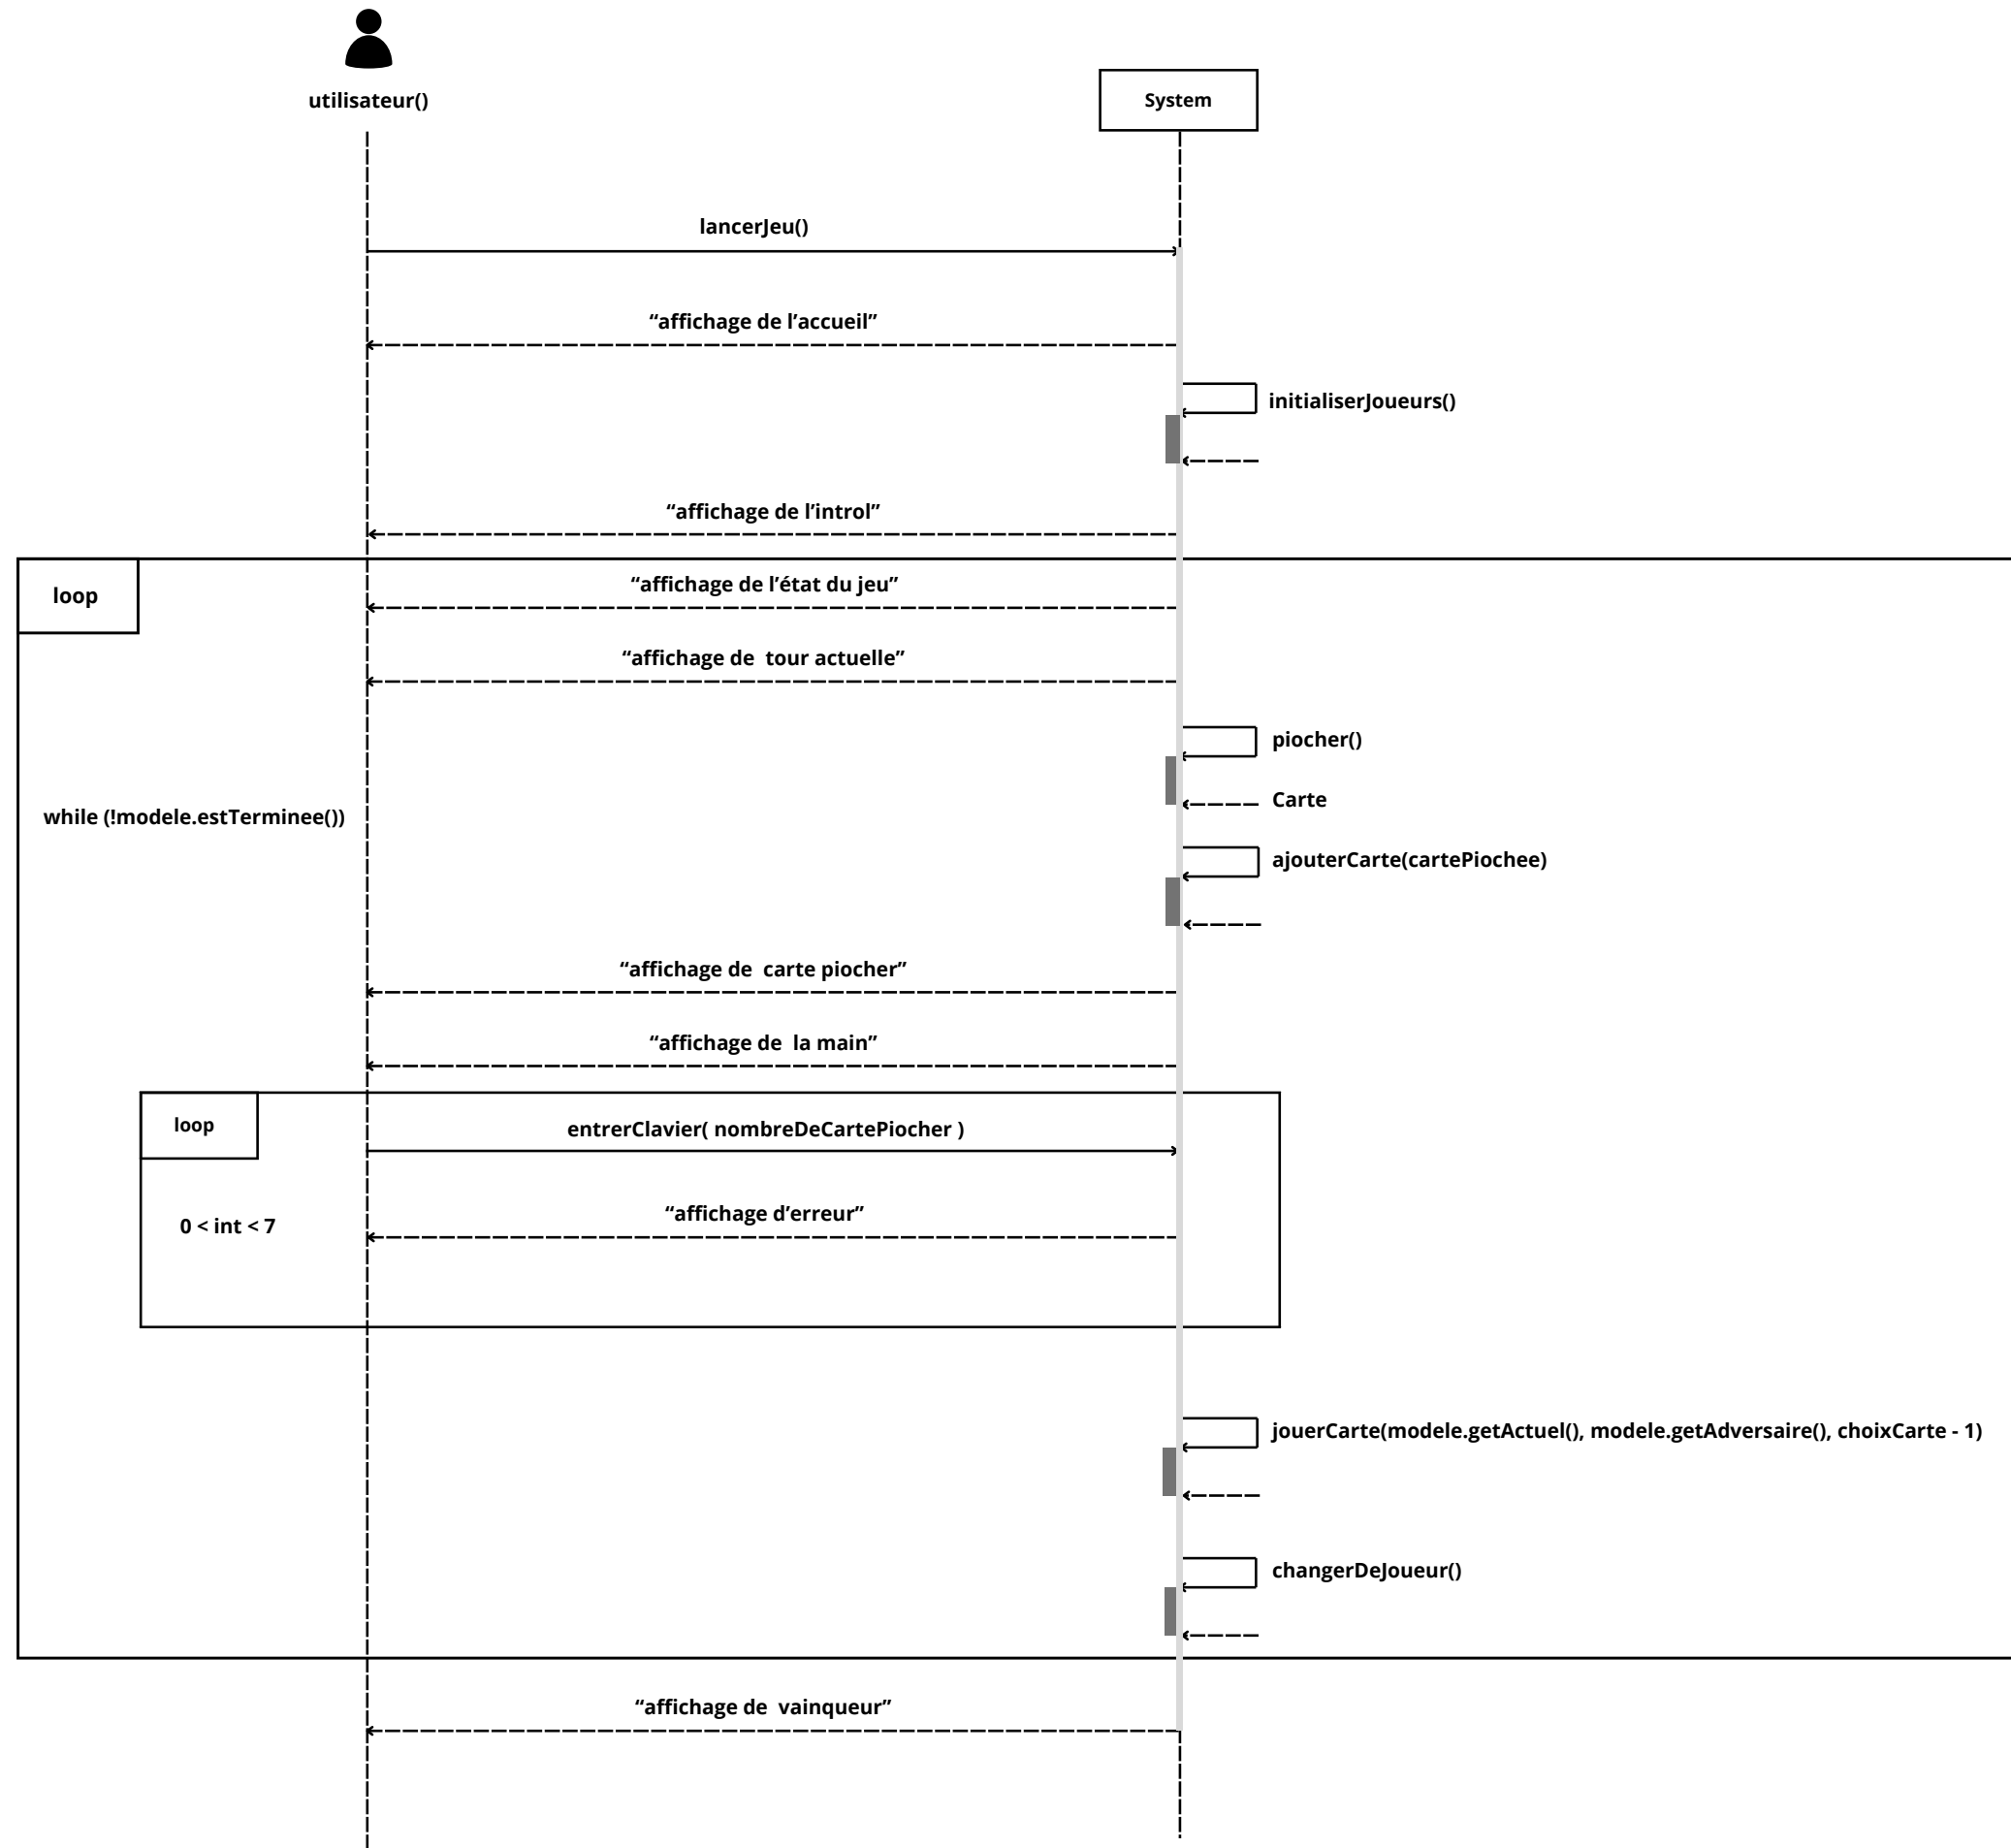 utilisateur()
System
lancerJeu()
“affichage de l’accueil”
initialiserJoueurs()
“affichage de l’introl”
loop
“affichage de l’état du jeu”
“affichage de  tour actuelle”
piocher()
Carte
while (!modele.estTerminee())
ajouterCarte(cartePiochee)
“affichage de  carte piocher”
“affichage de  la main”
loop
entrerClavier( nombreDeCartePiocher )
“affichage d’erreur”
0 < int < 7
jouerCarte(modele.getActuel(), modele.getAdversaire(), choixCarte - 1)
changerDeJoueur()
“affichage de  vainqueur”